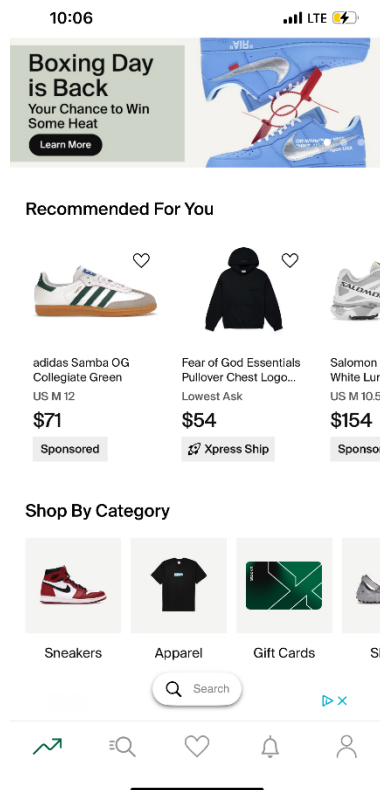 10:06
LTE
Boxing Day
is Back
Your Chance to Win
Some Heat
Learn More
Recommended For You
adidas Samba OG
Collegiate Green
US M 12
$71
Sponsored
Fear of God Essentials
Pullover Chest Logo...
Lowest Ask
$54
Xpress Ship
Salomon
White Lur
US M 10.5
$154
Sponso
Shop By Category
Sneakers
Apparel
Gift Cards
Search